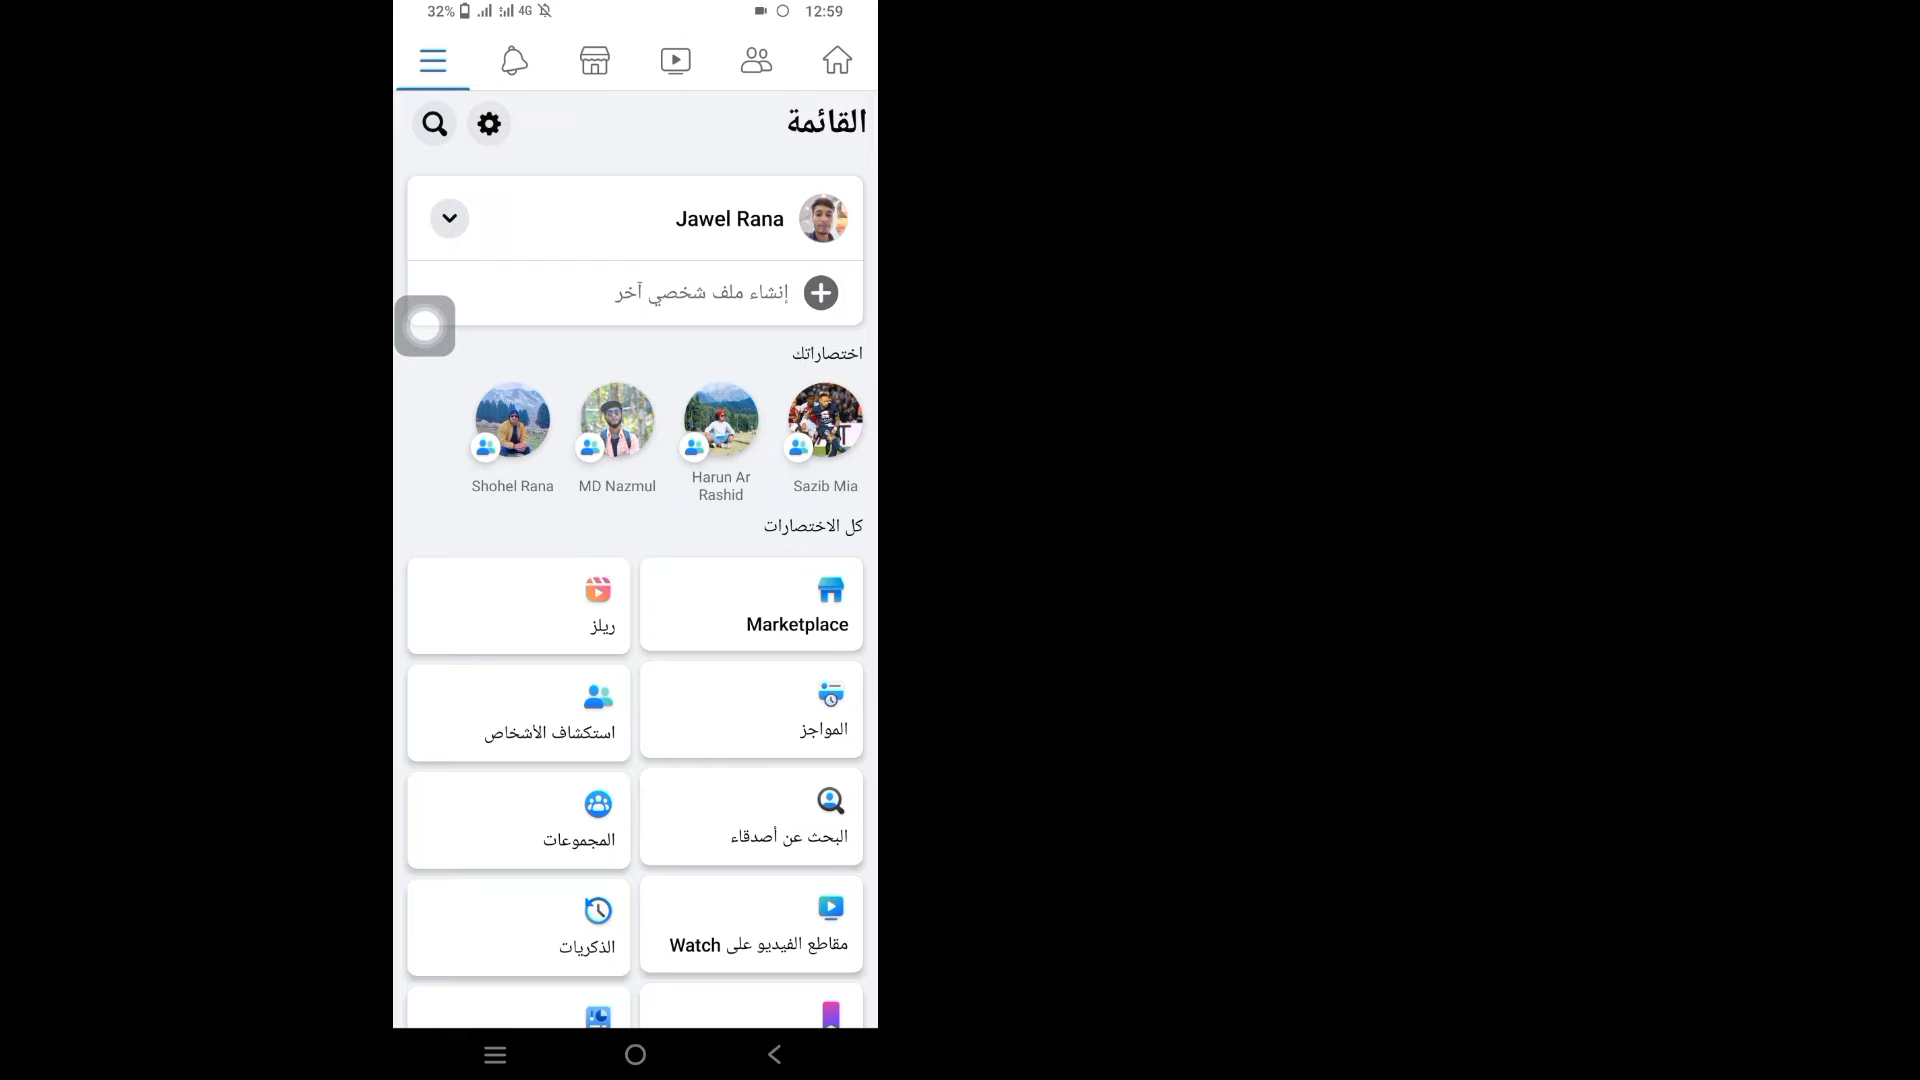 32% 4G 12:59
القائمة
Jawel Rana
إنشاء ملف شخصي آخر
اختصاراتك
Sazib Mia
Harun Ar
Rashid
MD Nazmul
Shohel Rana
كل الاختصارات
Marketplace
ريلز
المواجز
استكشاف الأشخاص
البحث عن أصدقاء
المجموعات
مقاطع الفيديو على Watch
الذكريات